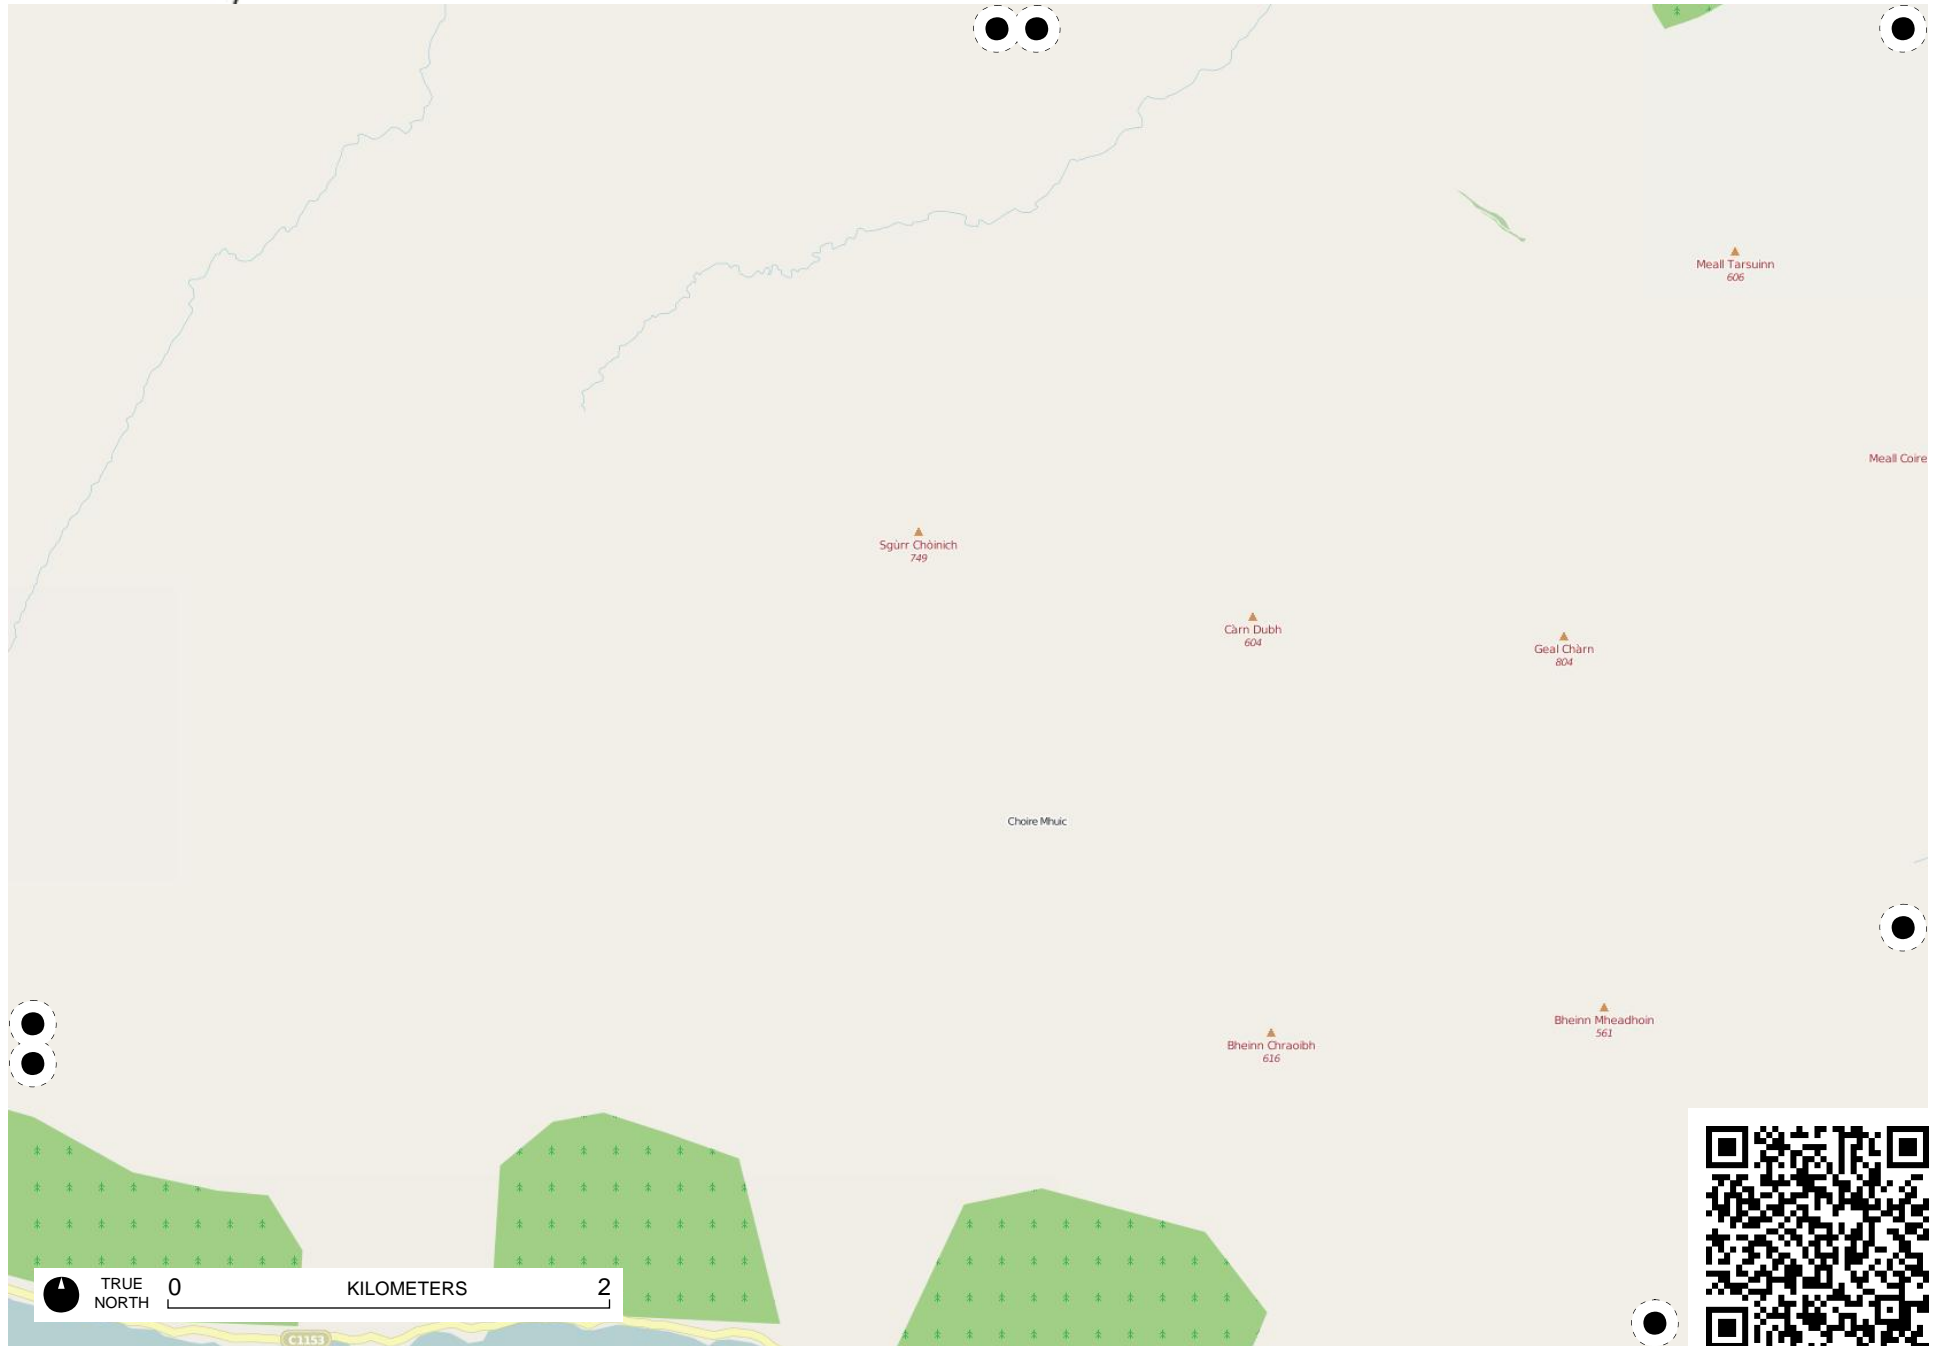 Meall Tarsuinn
606
Meall Coire
Sgùrr Chòinich
749
Càrn Dubh
604
Geal Chàrn
804
Choire Mhuic
Bheinn Mheadhoin
561
Bheinn Chraoibh
616
TRUE
NORTH
0 KILOMETERS 2
C1153